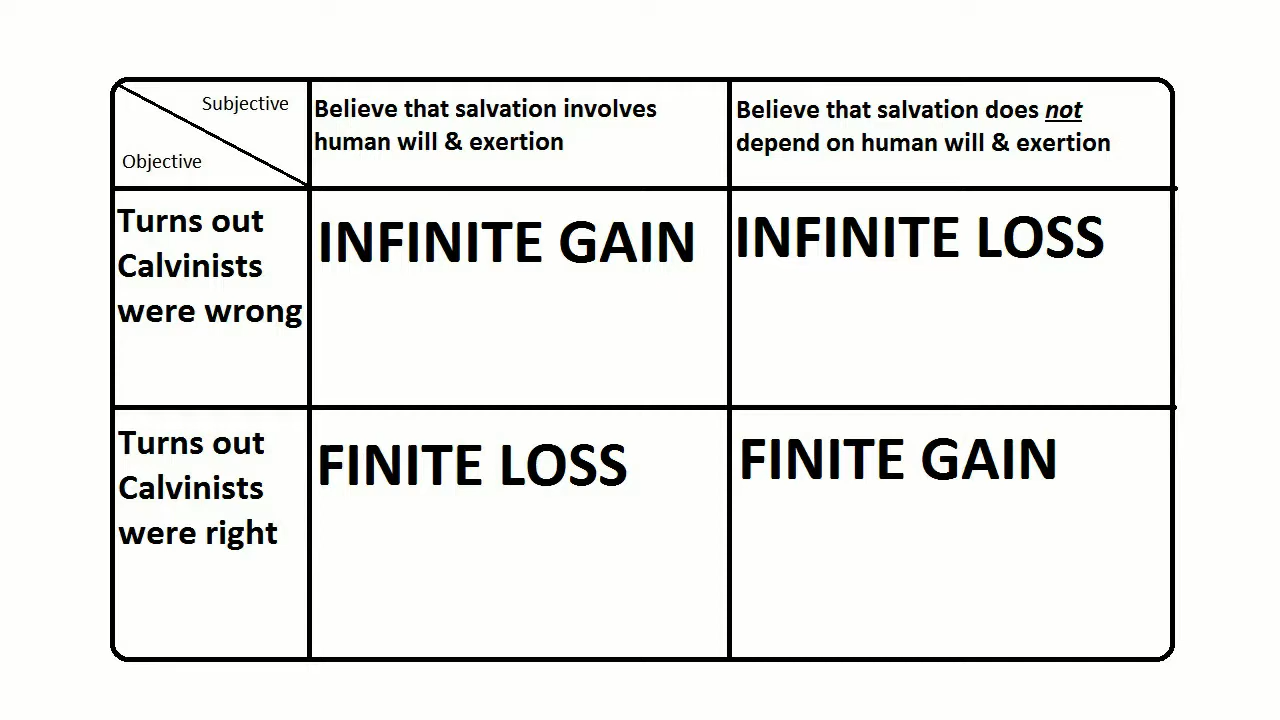 Subjective
Objective
Believe that salvation involves
human will & exertion
Believe that salvation does not
depend on human will & exertion
Turns out
Calvinists
were wrong
INFINITE GAIN
INFINITE LOSS
Turns out
Calvinists
were right
FINITE LOSS
FINITE GAIN